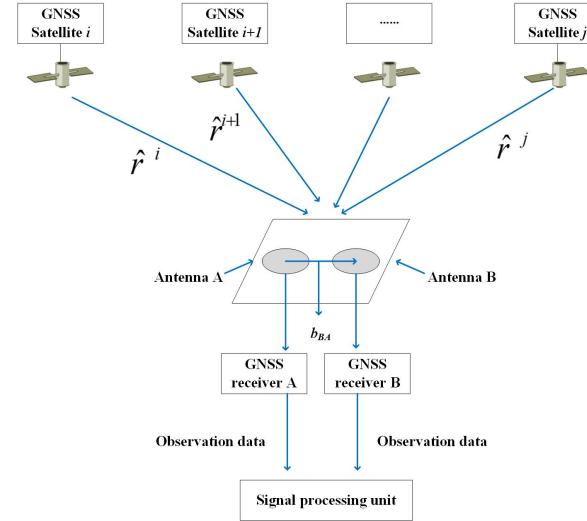 GNSS
Satellite i
GNSS
Satellite i+1
......
GNSS
Satellite j
r̂ i
r̂ i+1
r̂ j
Antenna A
Antenna B
b_BA
GNSS
receiver A
GNSS
receiver B
Observation data
Observation data
Signal processing unit